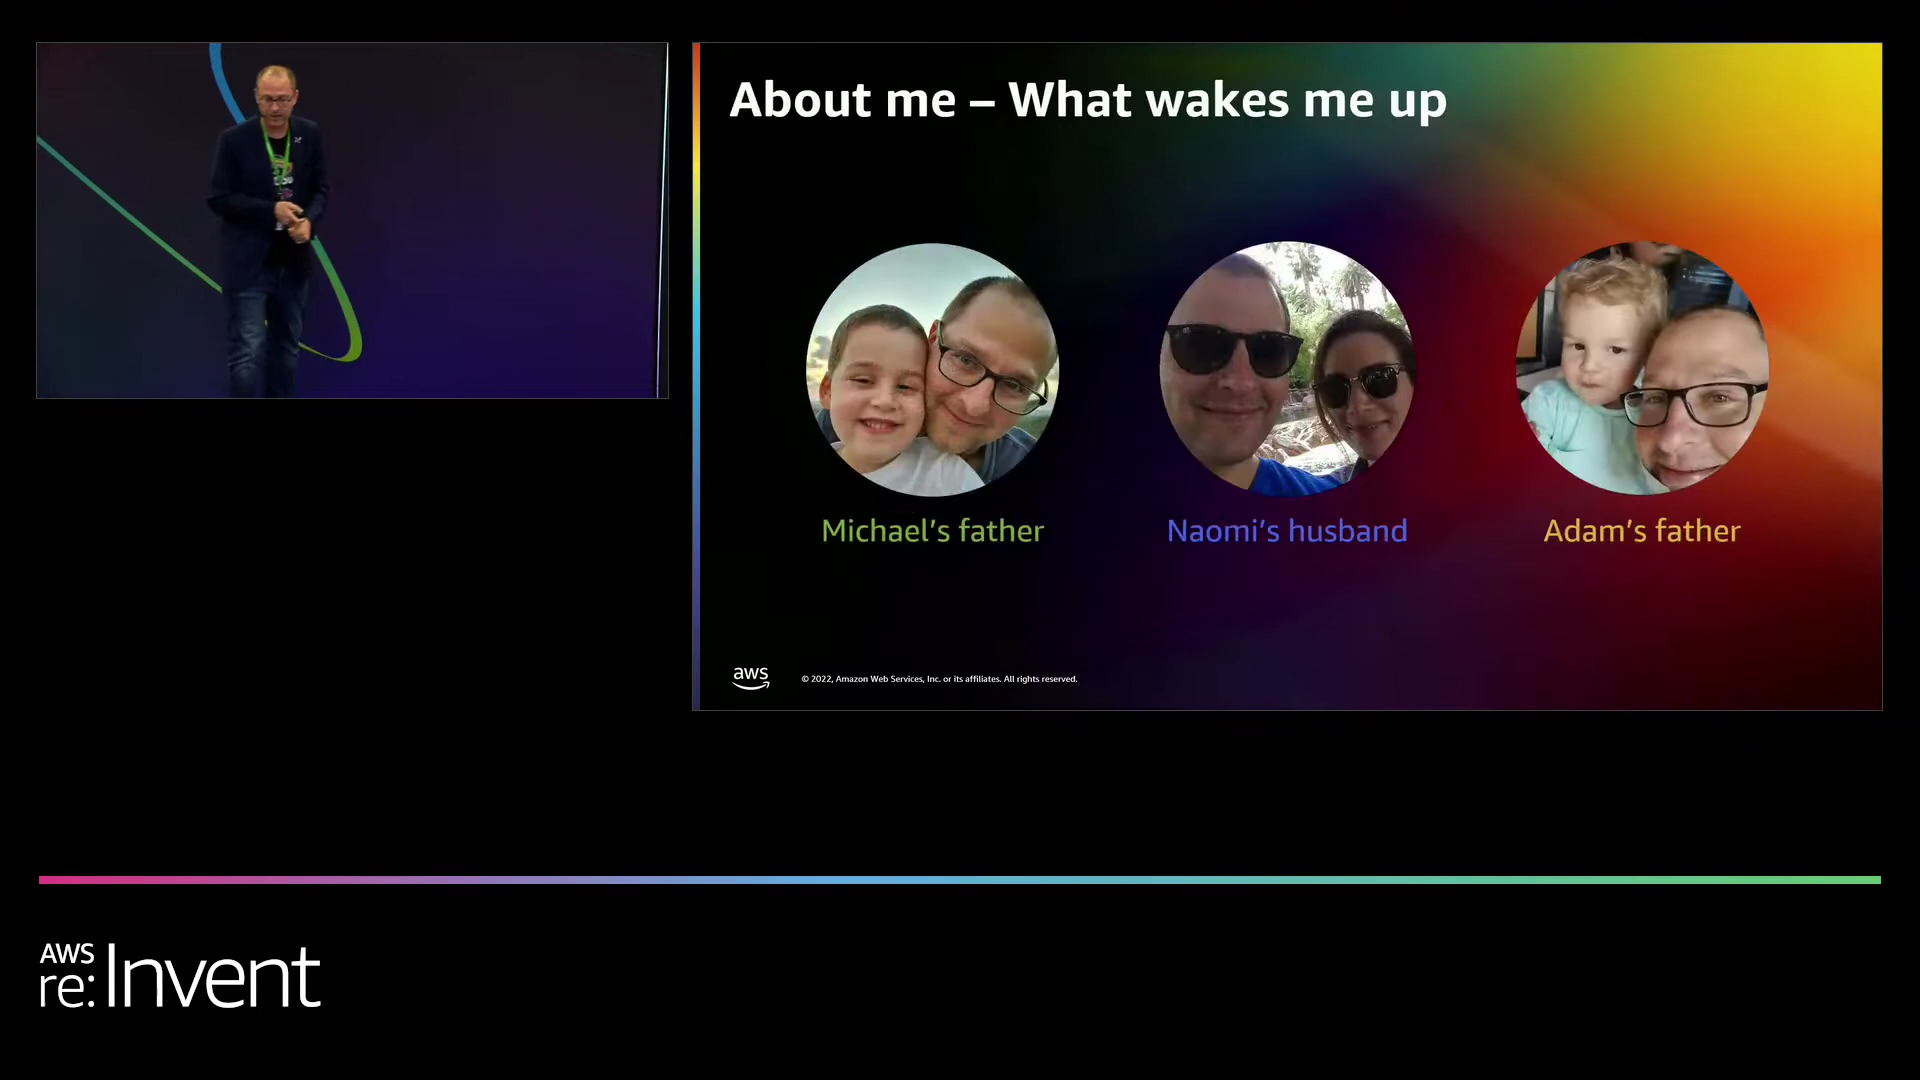 About me – What wakes me up
Michael's father
Naomi's husband
Adam's father
aws
© 2022, Amazon Web Services, Inc. or its affiliates. All rights reserved.
AWS
re:Invent